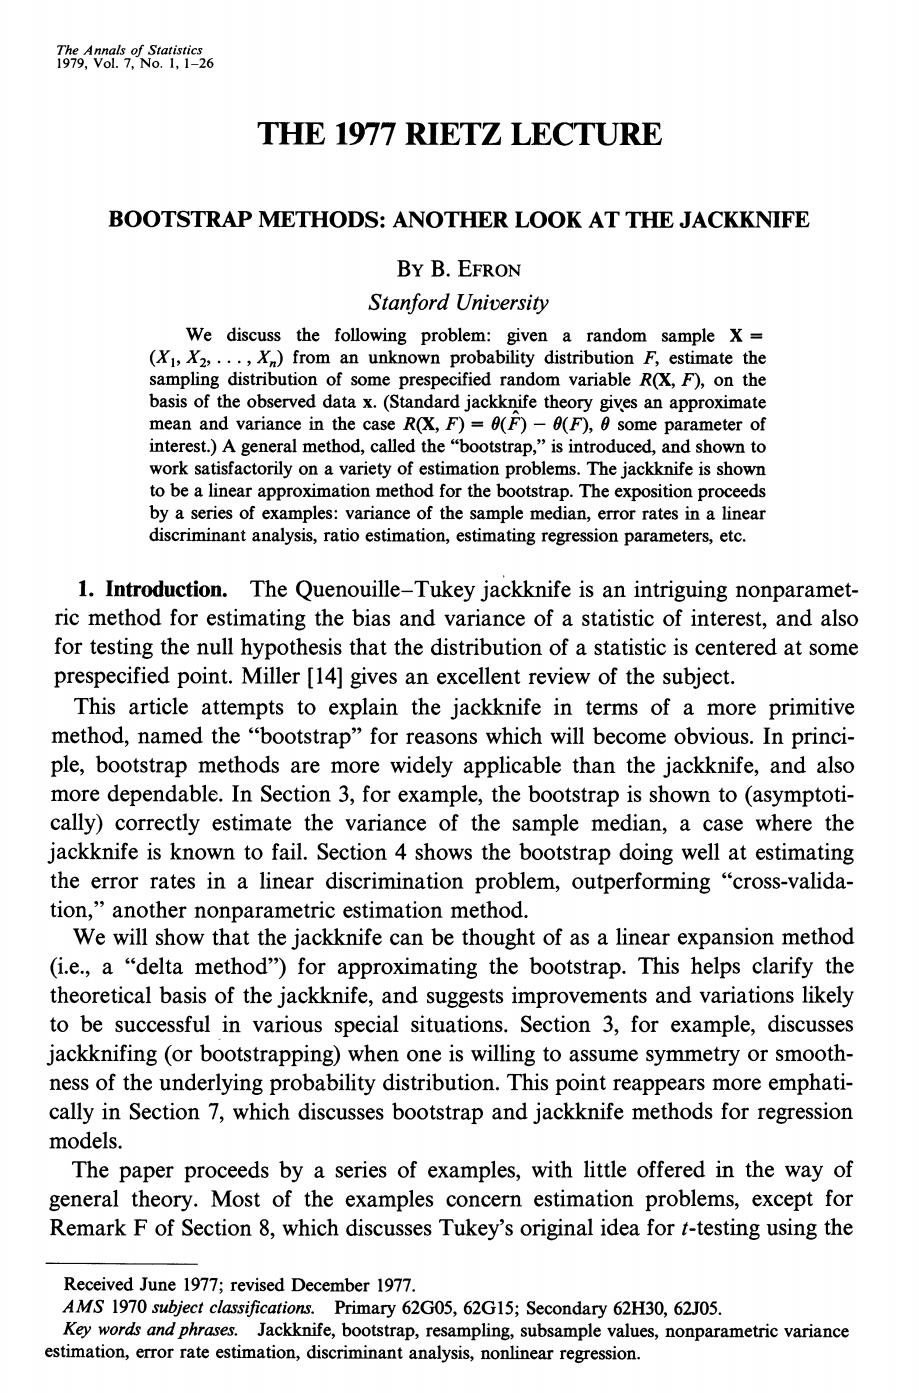 The Annals of Statistics
1979, Vol. 7, No. 1, 1–26
THE 1977 RIETZ LECTURE
BOOTSTRAP METHODS: ANOTHER LOOK AT THE JACKKNIFE
BY B. EFRON
Stanford University
We discuss the following problem: given a random sample X =
(X₁, X₂, . . . , Xₙ) from an unknown probability distribution F, estimate the
sampling distribution of some prespecified random variable R(X, F), on the
basis of the observed data x. (Standard jackknife theory gives an approximate
mean and variance in the case R(X, F) = θ(F̂) − θ(F), θ some parameter of
interest.) A general method, called the “bootstrap,” is introduced, and shown to
work satisfactorily on a variety of estimation problems. The jackknife is shown
to be a linear approximation method for the bootstrap. The exposition proceeds
by a series of examples: variance of the sample median, error rates in a linear
discriminant analysis, ratio estimation, estimating regression parameters, etc.
1. Introduction. The Quenouille–Tukey jackknife is an intriguing nonparamet-
ric method for estimating the bias and variance of a statistic of interest, and also
for testing the null hypothesis that the distribution of a statistic is centered at some
prespecified point. Miller [14] gives an excellent review of the subject.
This article attempts to explain the jackknife in terms of a more primitive
method, named the “bootstrap” for reasons which will become obvious. In princi-
ple, bootstrap methods are more widely applicable than the jackknife, and also
more dependable. In Section 3, for example, the bootstrap is shown to (asymptoti-
cally) correctly estimate the variance of the sample median, a case where the
jackknife is known to fail. Section 4 shows the bootstrap doing well at estimating
the error rates in a linear discrimination problem, outperforming “cross-valida-
tion,” another nonparametric estimation method.
We will show that the jackknife can be thought of as a linear expansion method
(i.e., a “delta method”) for approximating the bootstrap. This helps clarify the
theoretical basis of the jackknife, and suggests improvements and variations likely
to be successful in various special situations. Section 3, for example, discusses
jackknifing (or bootstrapping) when one is willing to assume symmetry or smooth-
ness of the underlying probability distribution. This point reappears more emphati-
cally in Section 7, which discusses bootstrap and jackknife methods for regression
models.
The paper proceeds by a series of examples, with little offered in the way of
general theory. Most of the examples concern estimation problems, except for
Remark F of Section 8, which discusses Tukey’s original idea for t-testing using the
Received June 1977; revised December 1977.
AMS 1970 subject classifications. Primary 62G05, 62G15; Secondary 62H30, 62J05.
Key words and phrases. Jackknife, bootstrap, resampling, subsample values, nonparametric variance
estimation, error rate estimation, discriminant analysis, nonlinear regression.